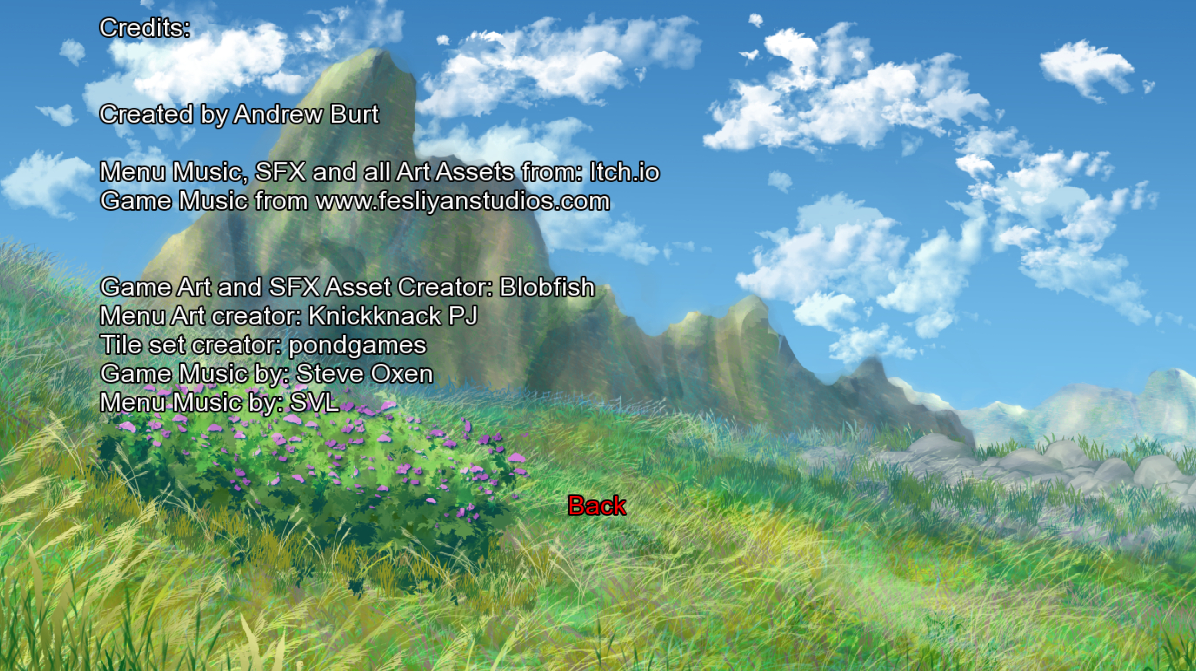 Credits:
Created by Andrew Burt
Menu Music, SFX and all Art Assets from: Itch.io
Game Music from www.fesliyanstudios.com
Game Art and SFX Asset Creator: Blobfish
Menu Art creator: Knickknack PJ
Tile set creator: pondgames
Game Music by: Steve Oxen
Menu Music by: SVL
Back